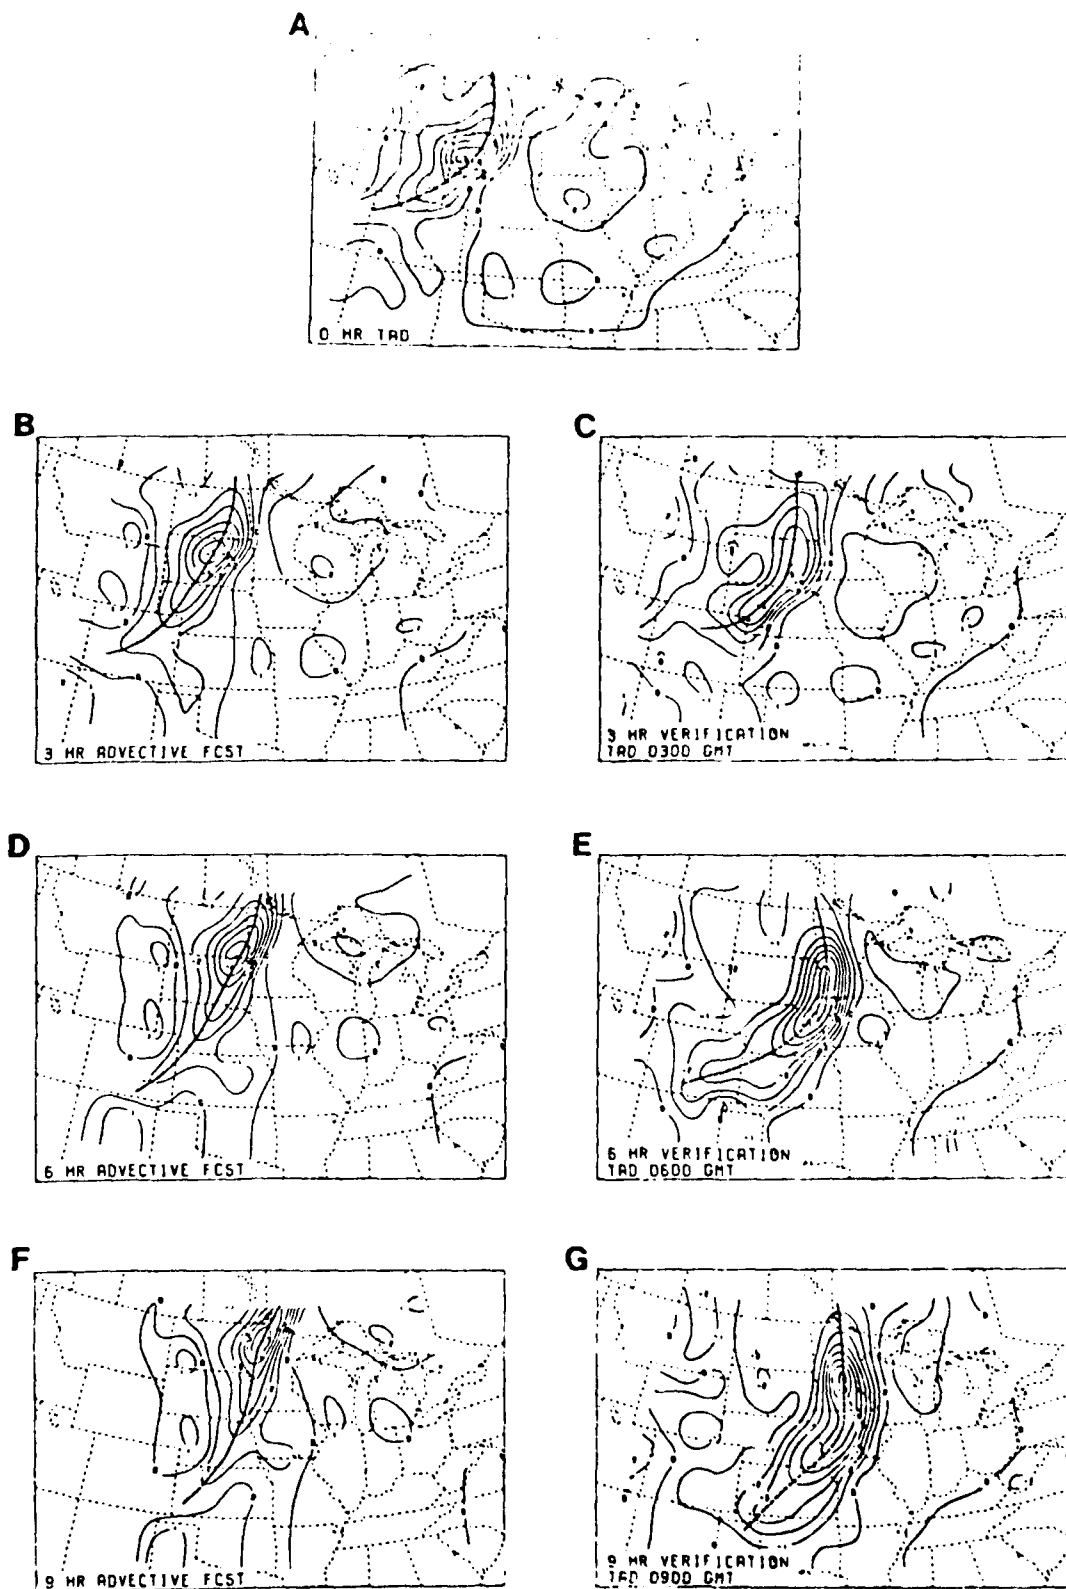 A
0 HR TAD
B
3 HR ADVECTIVE FCST
C
3 HR VERIFICATION
TAD 0300 GMT
D
6 HR ADVECTIVE FCST
E
6 HR VERIFICATION
TAD 0600 GMT
F
9 HR ADVECTIVE FCST
G
9 HR VERIFICATION
TAD 0900 GMT